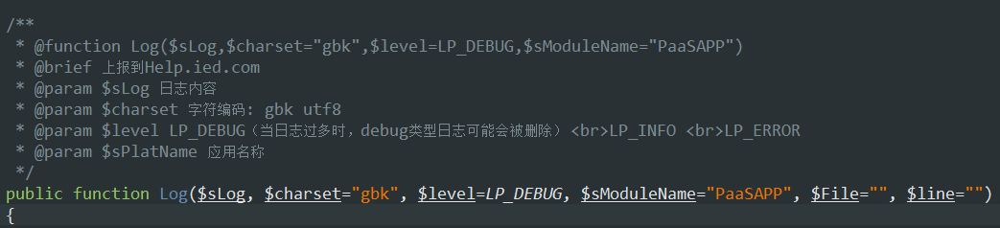 /**
* @function Log($sLog,$charset="gbk",$level=LP_DEBUG,$sModuleName="PaaSAPP")
* @brief 上报到Help.ied.com
* @param $sLog 日志内容
* @param $charset 字符编码: gbk utf8
* @param $level LP_DEBUG（当日志过多时，debug类型日志可能会被删除）<br>LP_INFO <br>LP_ERROR
* @param $sPlatName 应用名称
*/
public function Log($sLog, $charset="gbk", $level=LP_DEBUG, $sModuleName="PaaSAPP", $File="", $line="")
{